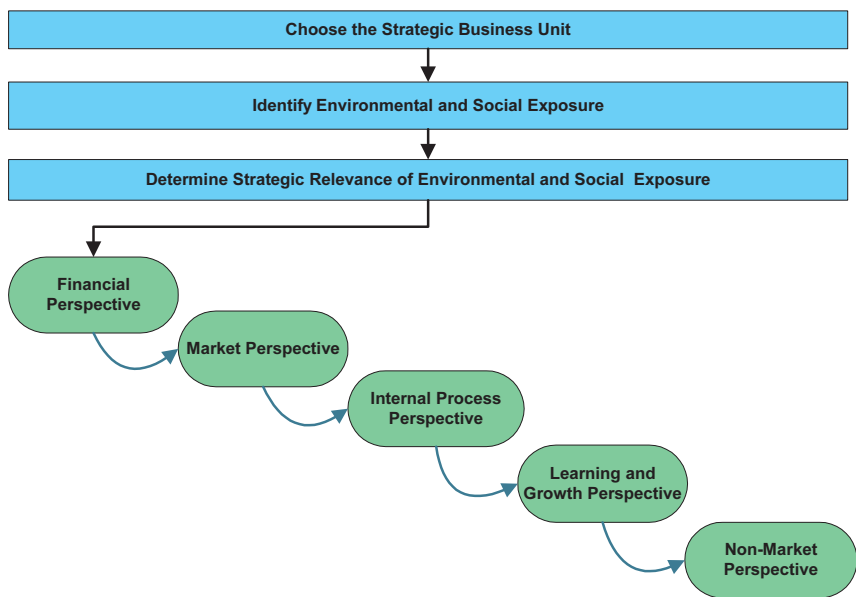 Choose the Strategic Business Unit
Identify Environmental and Social Exposure
Determine Strategic Relevance of Environmental and Social Exposure
Financial
Perspective
Market Perspective
Internal Process
Perspective
Learning and
Growth Perspective
Non-Market
Perspective